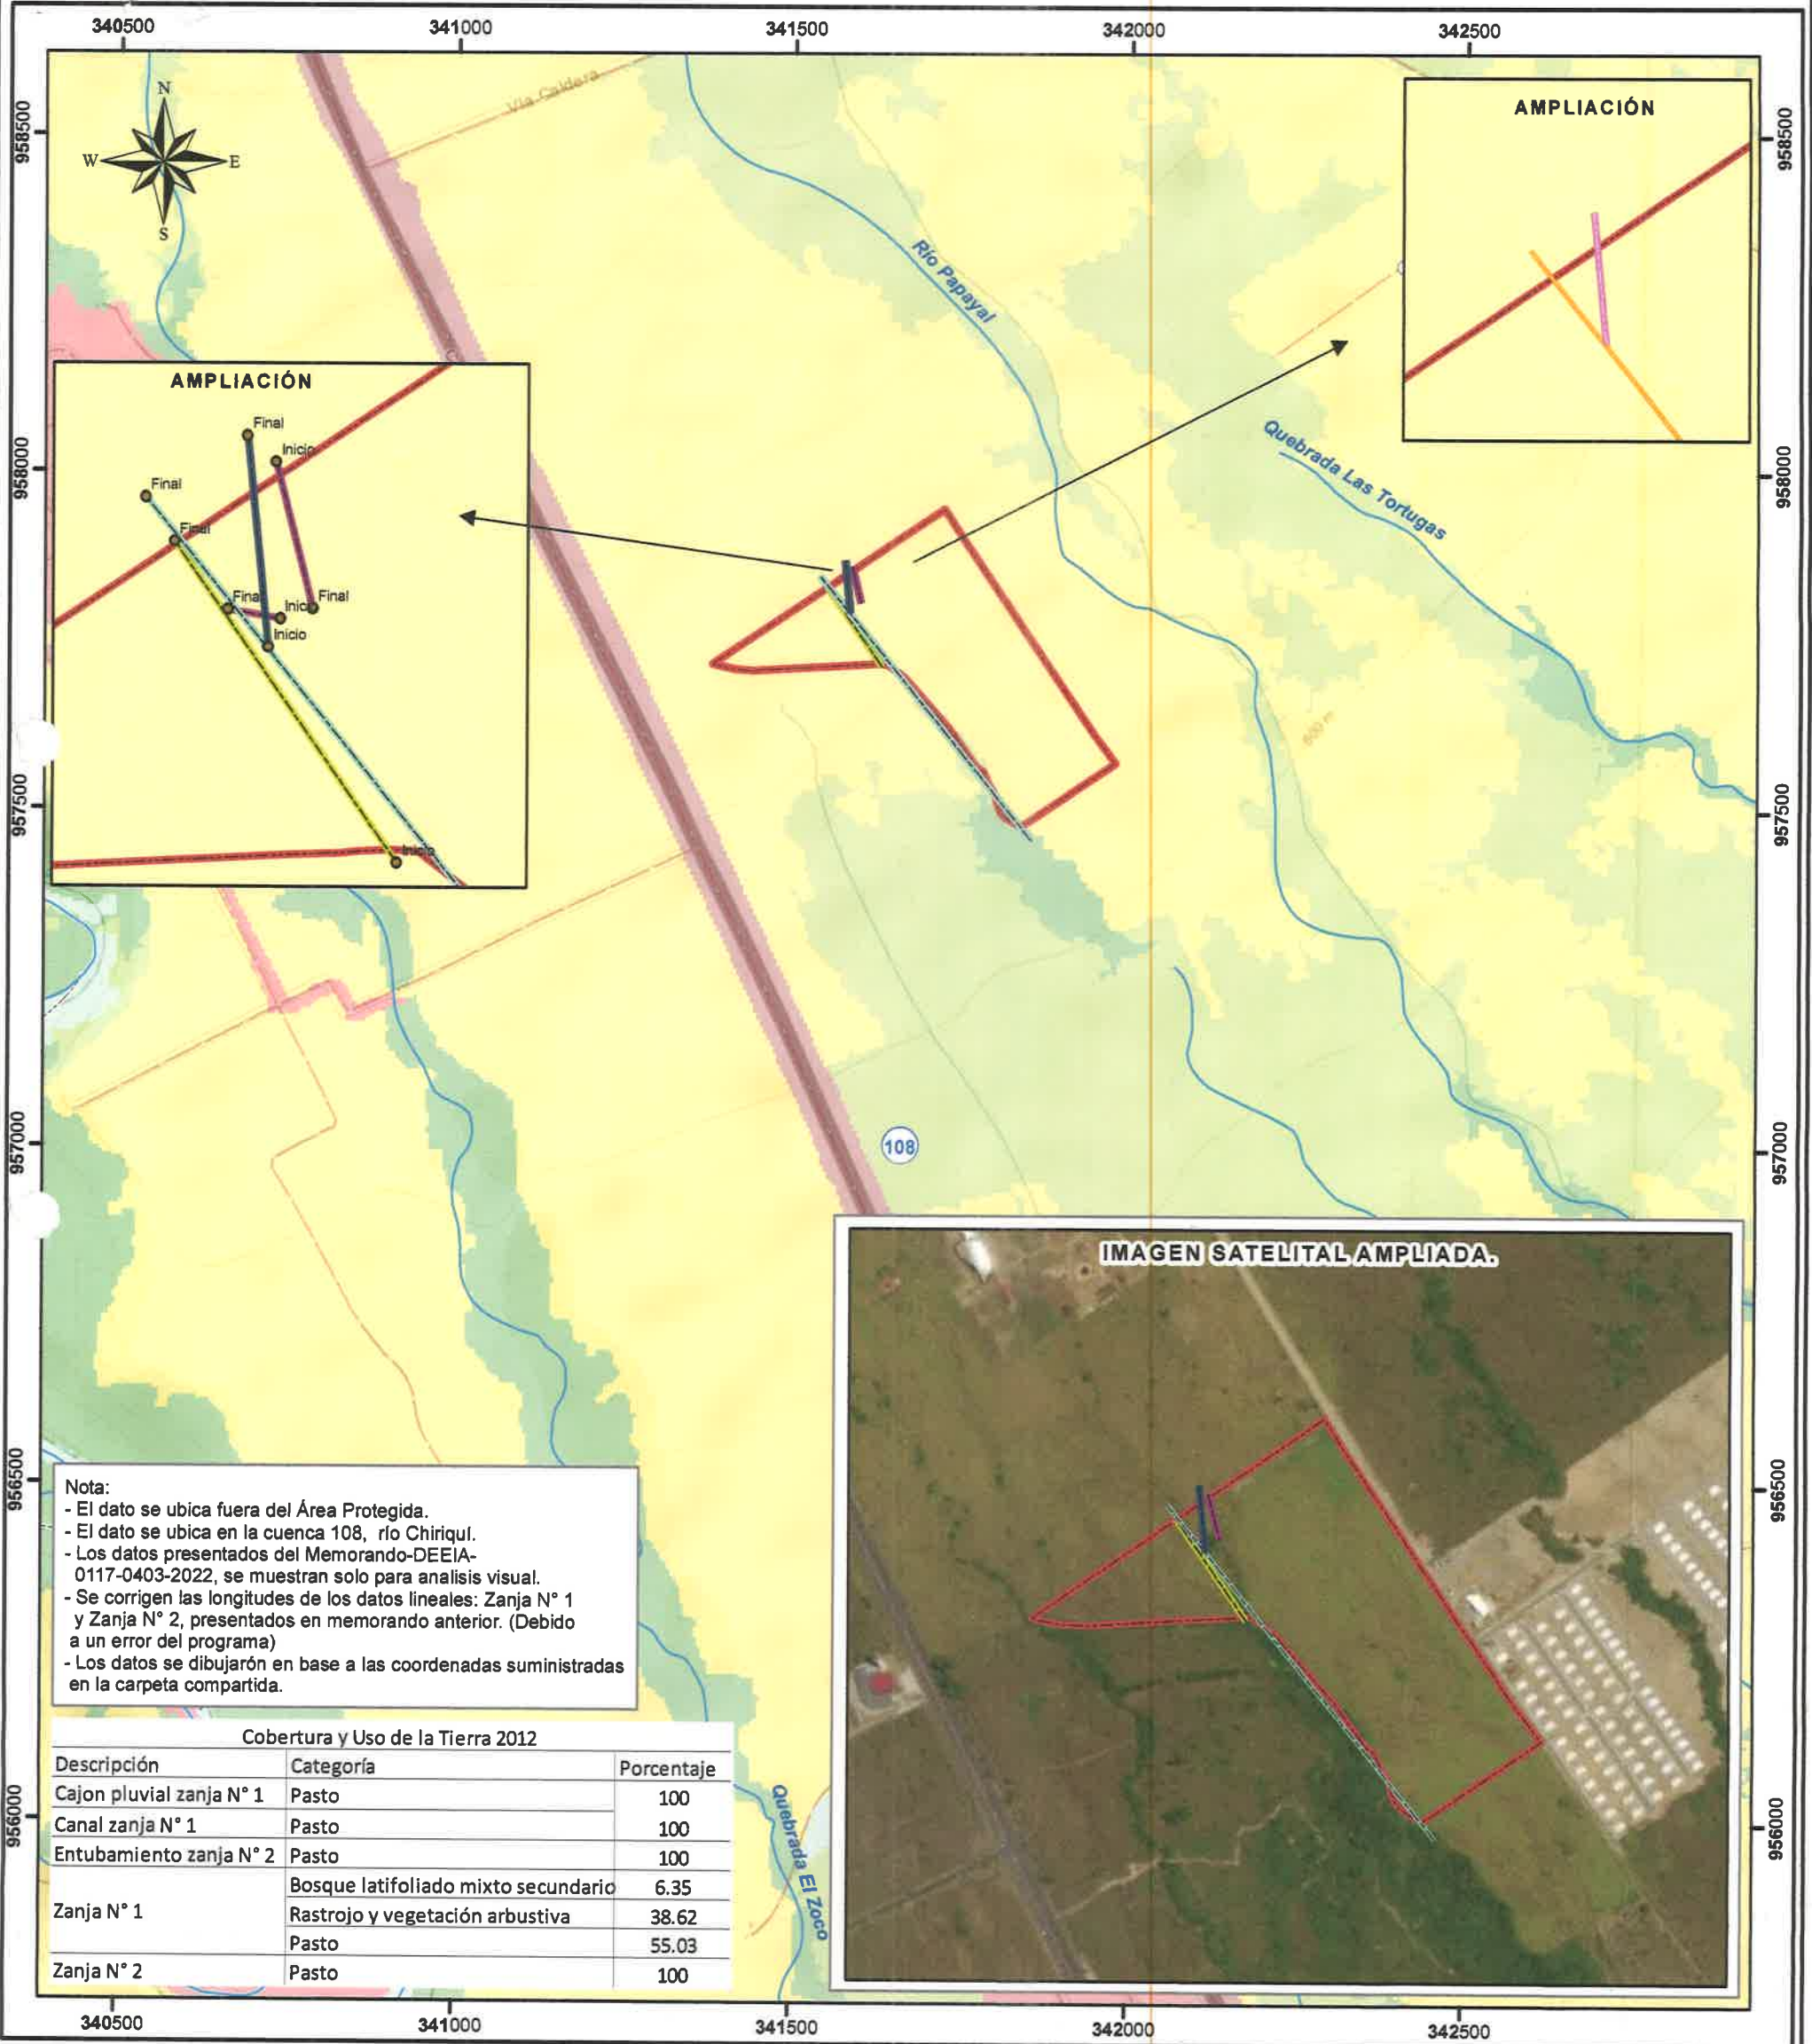 340500 341000 341500 342000 342500
958500
958000
957500
957000
956500
956000
958500
958000
957500
957000
956500
956000
N
W E
S
Vía Caldera
AMPLIACIÓN
Río Papayal
Quebrada Las Tortugas
AMPLIACIÓN
Final
Inicio
Final
Final
Final
Inicio
Final
Inicio
Inicio
600 m
108
IMAGEN SATELITAL AMPLIADA.
Nota:
- El dato se ubica fuera del Área Protegida.
- El dato se ubica en la cuenca 108, río Chiriquí.
- Los datos presentados del Memorando-DEEIA-
0117-0403-2022, se muestran solo para analisis visual.
- Se corrigen las longitudes de los datos lineales: Zanja N° 1
y Zanja N° 2, presentados en memorando anterior. (Debido
a un error del programa)
- Los datos se dibujarón en base a las coordenadas suministradas
en la carpeta compartida.
Cobertura y Uso de la Tierra 2012
Descripción Categoría Porcentaje
Cajon pluvial zanja N° 1 Pasto 100
Canal zanja N° 1 Pasto 100
Entubamiento zanja N° 2 Pasto 100
Zanja N° 1 Bosque latifoliado mixto secundario 6.35
Rastrojo y vegetación arbustiva 38.62
Pasto 55.03
Zanja N° 2 Pasto 100
Quebrada El Zoco
340500 341000 341500 342000 342500